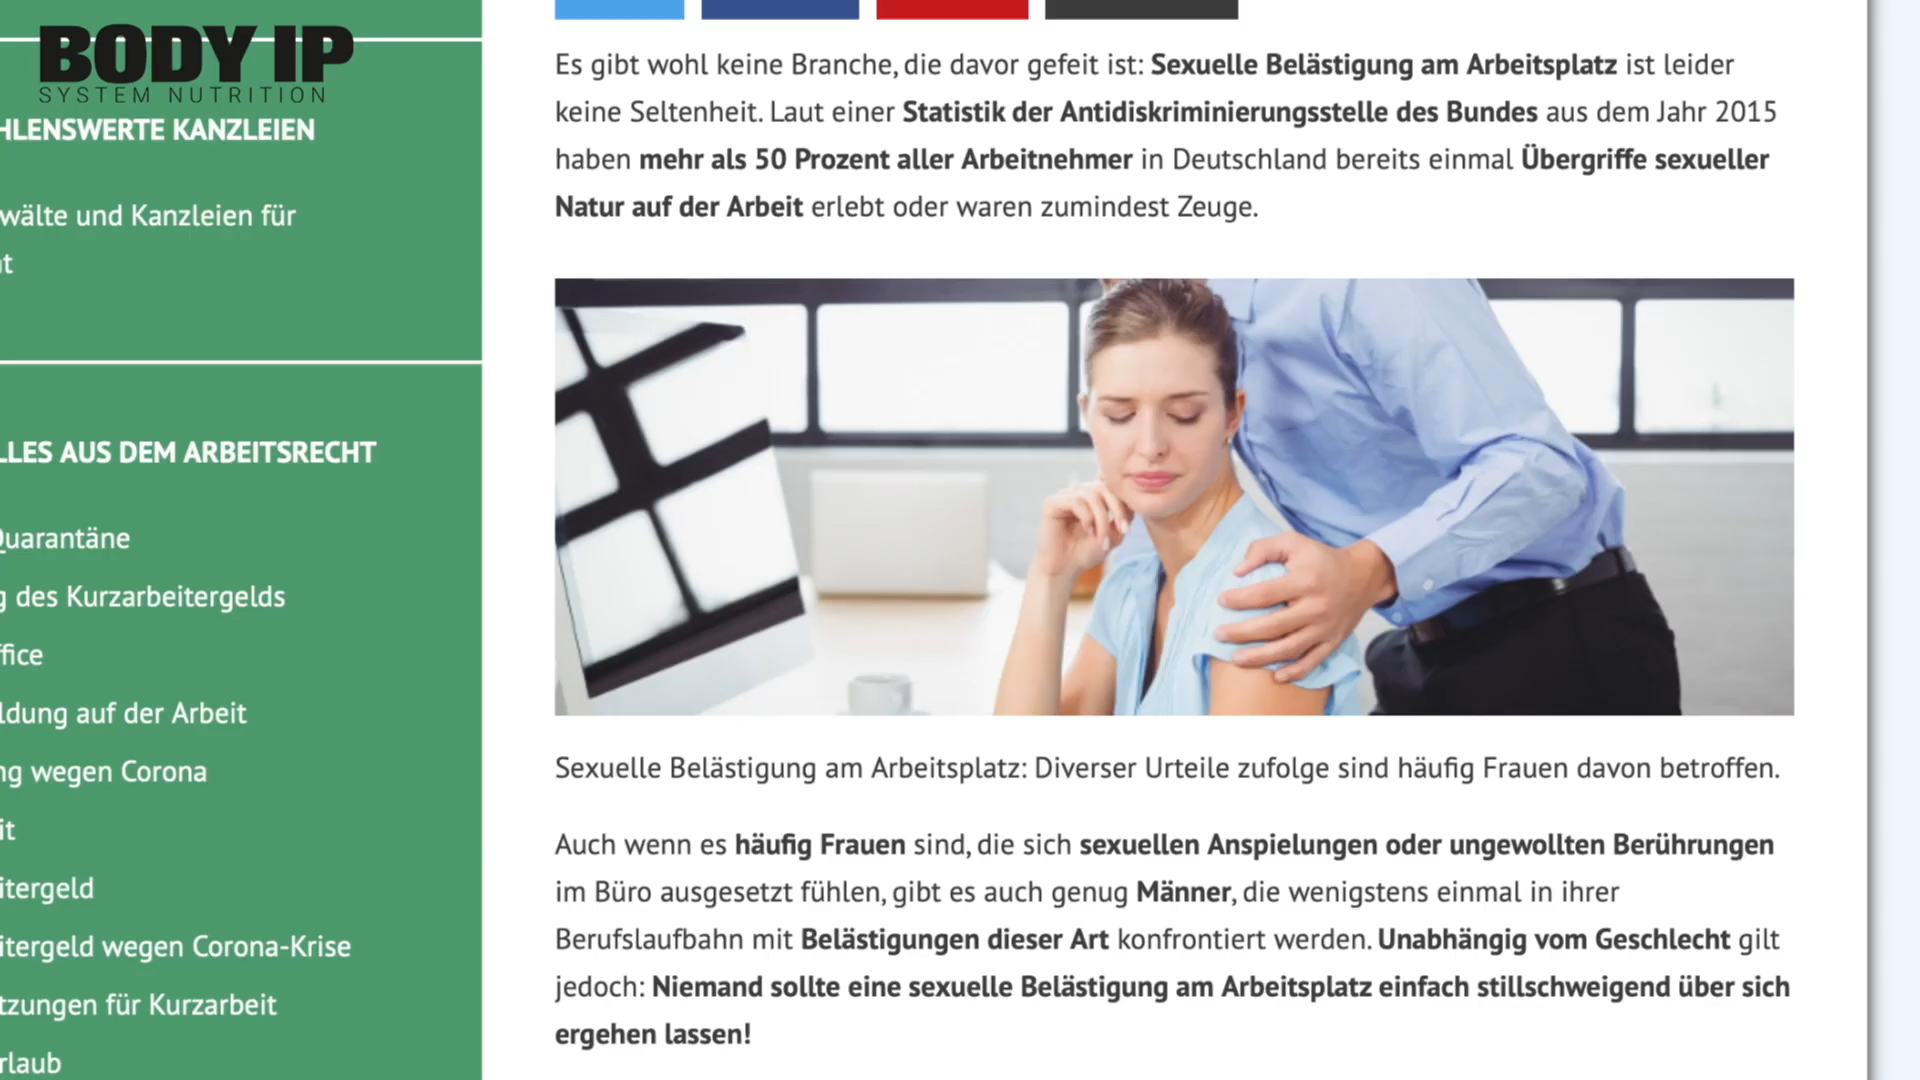 BODY IP
SYSTEM NUTRITION
HLENSWERTE KANZLEIEN
wälte und Kanzleien für
t
LLES AUS DEM ARBEITSRECHT
Quarantäne
g des Kurzarbeitergelds
ffice
ldung auf der Arbeit
ng wegen Corona
it
itergeld
itergeld wegen Corona-Krise
tzungen für Kurzarbeit
rlaub
Es gibt wohl keine Branche, die davor gefeit ist: Sexuelle Belästigung am Arbeitsplatz ist leider
keine Seltenheit. Laut einer Statistik der Antidiskriminierungsstelle des Bundes aus dem Jahr 2015
haben mehr als 50 Prozent aller Arbeitnehmer in Deutschland bereits einmal Übergriffe sexueller
Natur auf der Arbeit erlebt oder waren zumindest Zeuge.
Sexuelle Belästigung am Arbeitsplatz: Diverser Urteile zufolge sind häufig Frauen davon betroffen.
Auch wenn es häufig Frauen sind, die sich sexuellen Anspielungen oder ungewollten Berührungen
im Büro ausgesetzt fühlen, gibt es auch genug Männer, die wenigstens einmal in ihrer
Berufslaufbahn mit Belästigungen dieser Art konfrontiert werden. Unabhängig vom Geschlecht gilt
jedoch: Niemand sollte eine sexuelle Belästigung am Arbeitsplatz einfach stillschweigend über sich
ergehen lassen!